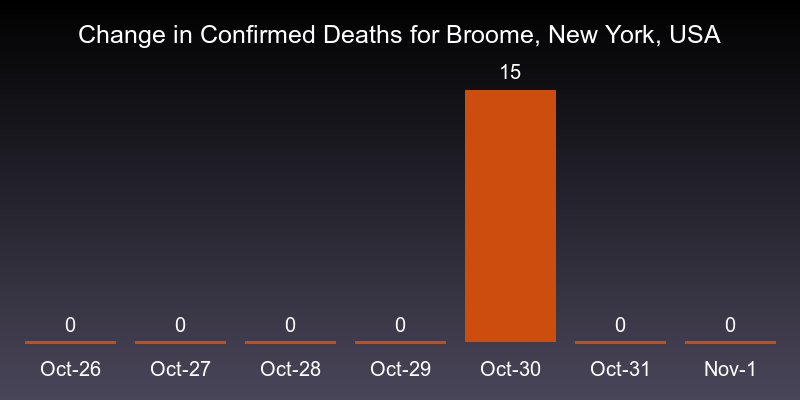 Change in Confirmed Deaths for Broome, New York, USA
15
0 0 0 0 0 0
Oct-26 Oct-27 Oct-28 Oct-29 Oct-30 Oct-31 Nov-1